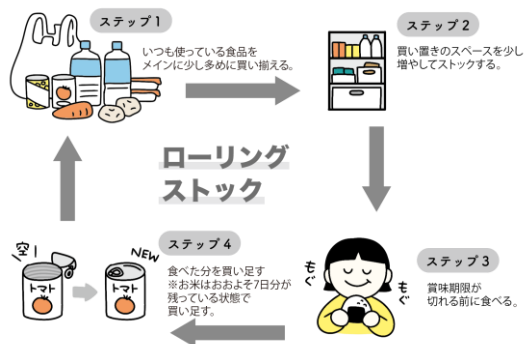 ステップ1
いつも使っている食品を
メインに少し多めに買い揃える。
ステップ2
買い置きのスペースを少し
増やしてストックする。
ローリング
ストック
ステップ3
賞味期限が
切れる前に食べる。
もぐ
もぐ
ステップ4
食べた分を買い足す
※お米はおおよそ7日分が
残っている状態で
買い足す。
空
トマト
NEW
トマト